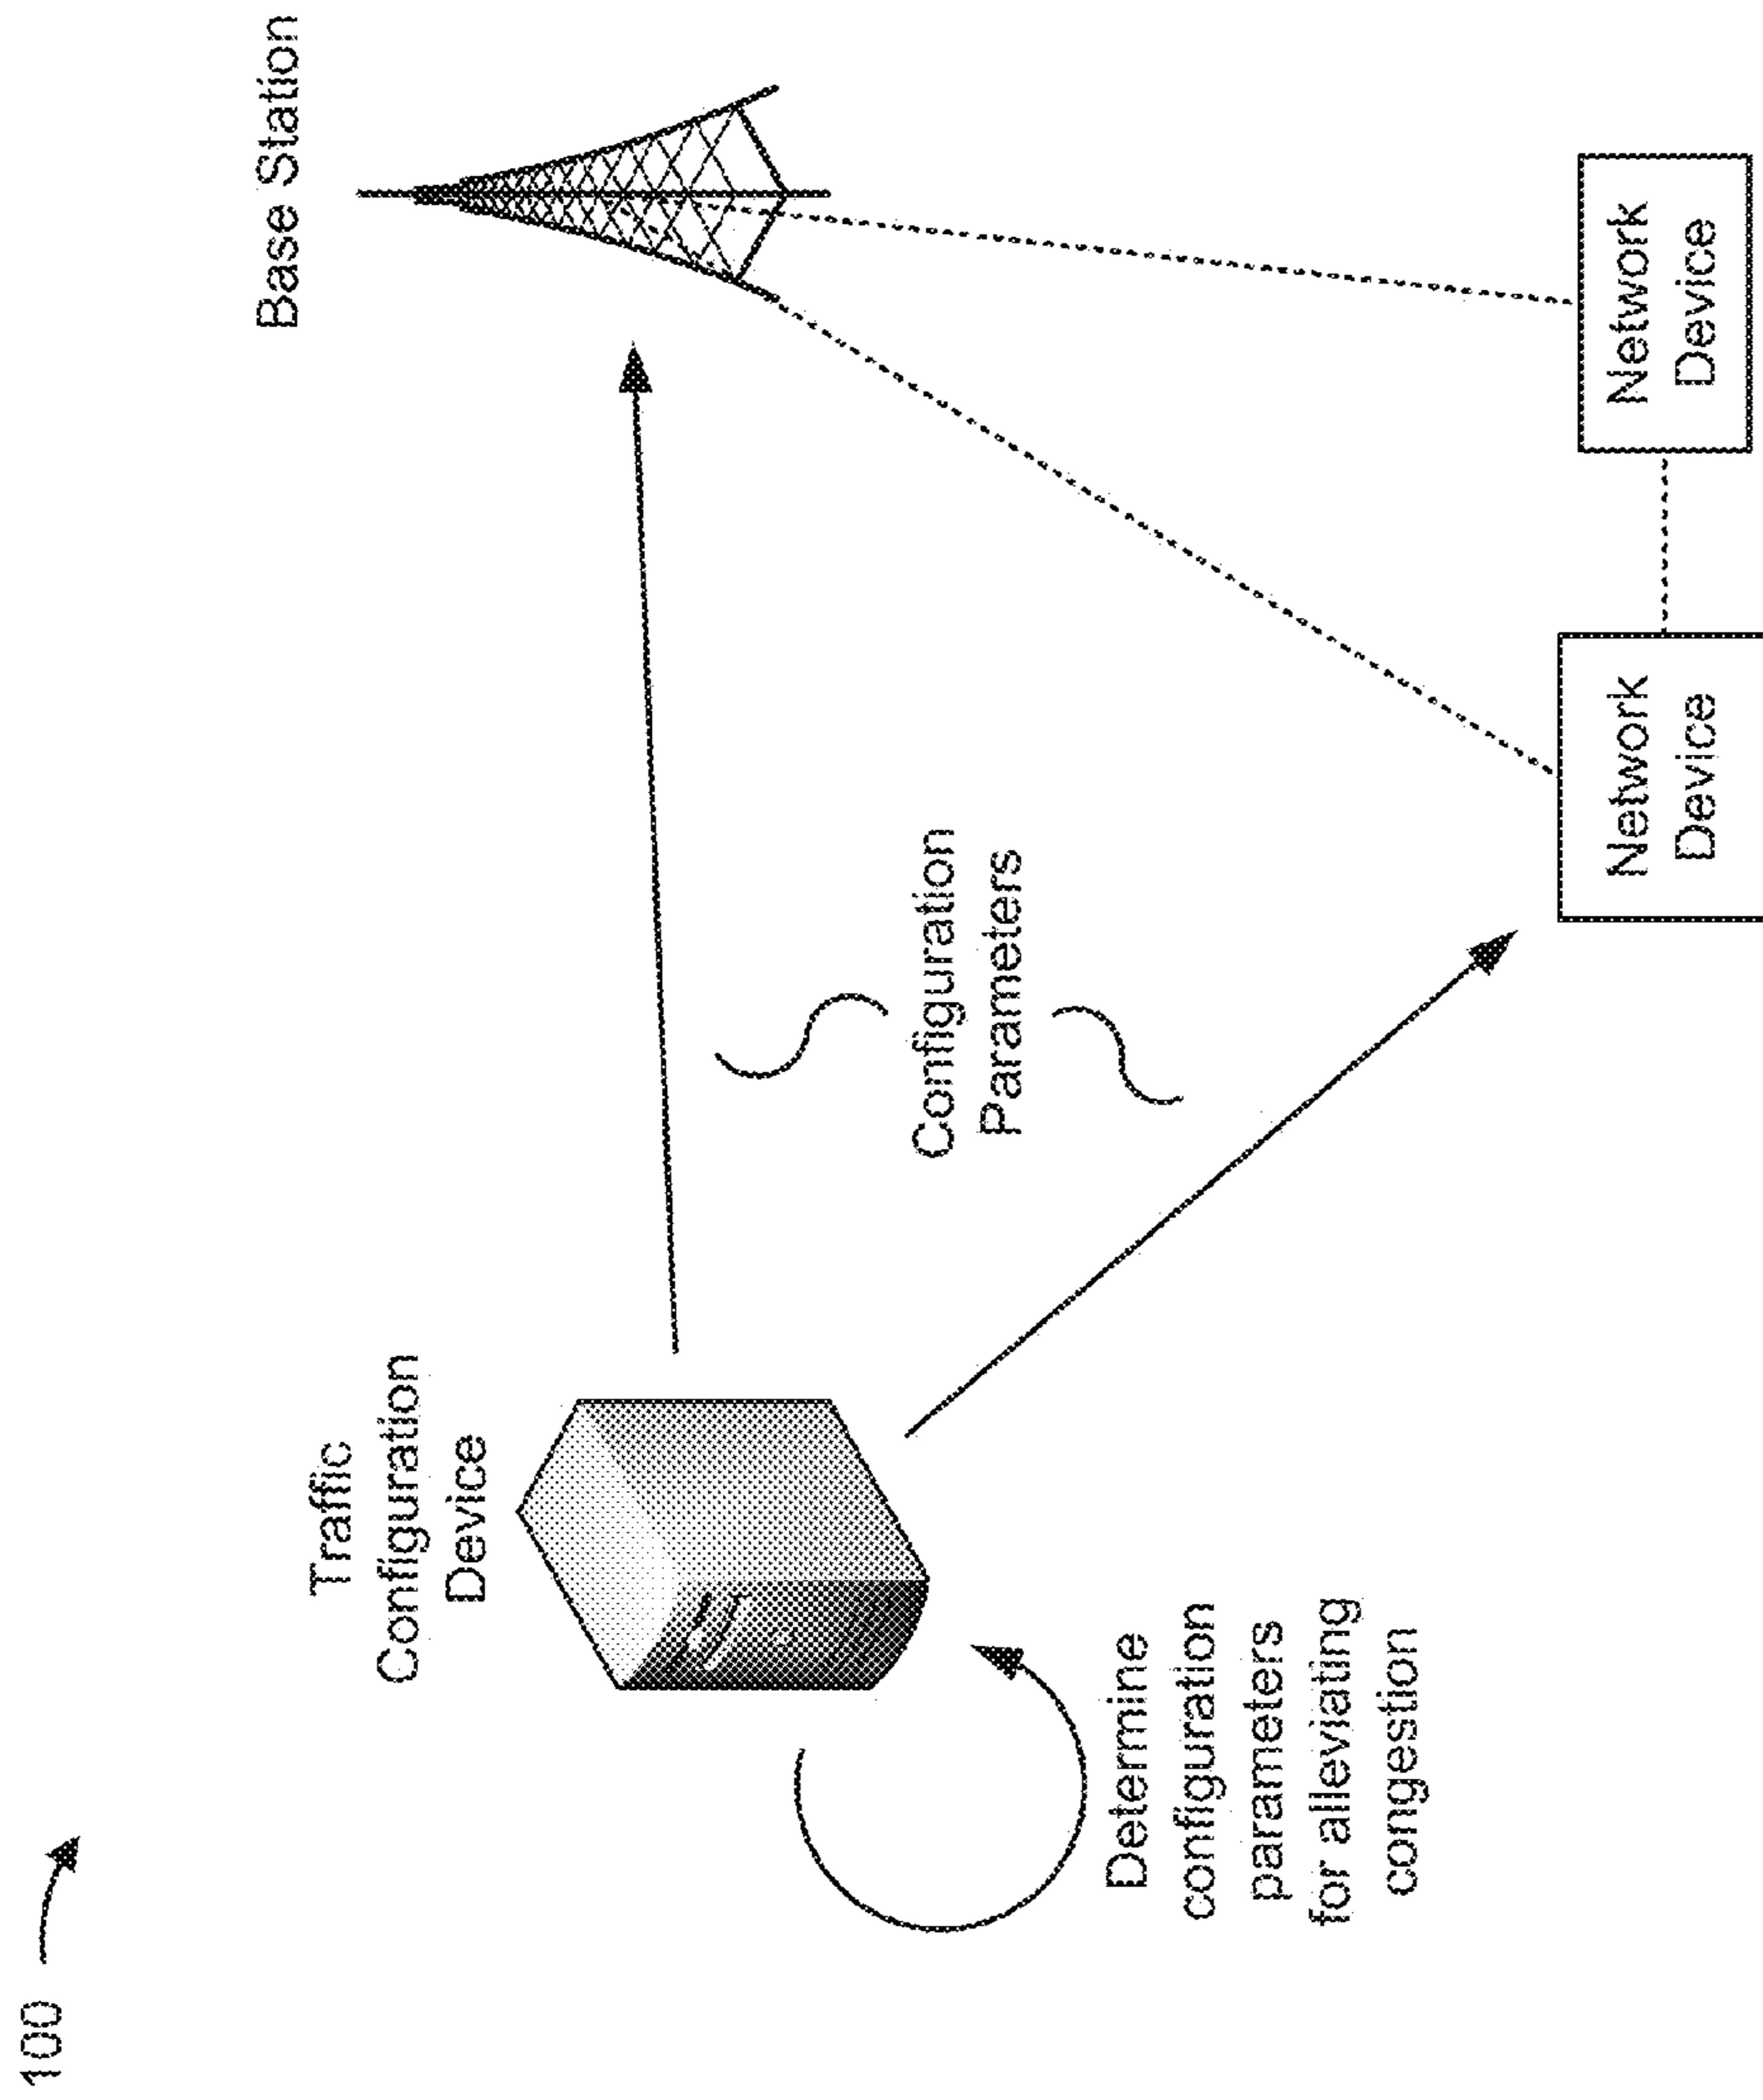 100
Traffic
Configuration
Device
Base Station
Determine
configuration
parameters
for alleviating
congestion
Configuration
Parameters
Network
Device
Network
Device